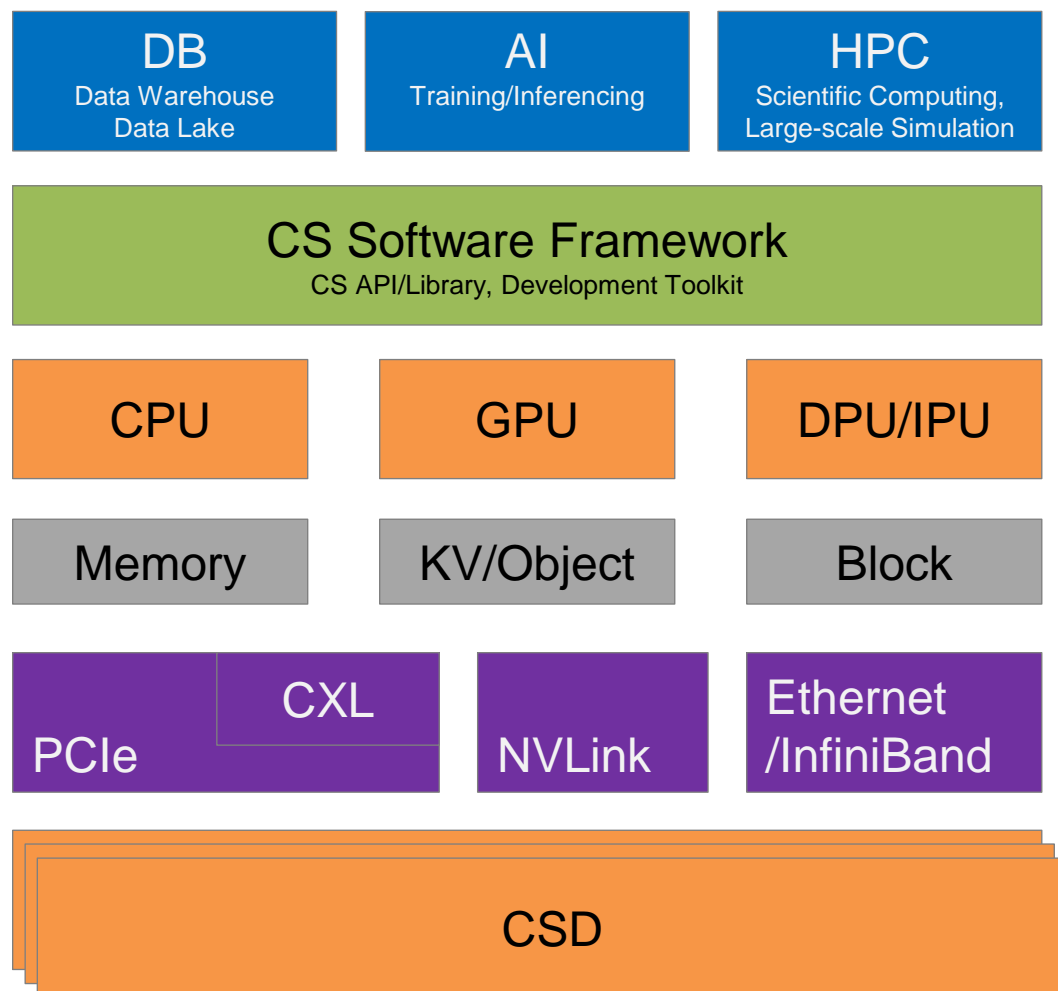 DB
Data Warehouse
Data Lake
AI
Training/Inferencing
HPC
Scientific Computing,
Large-scale Simulation
CS Software Framework
CS API/Library, Development Toolkit
CPU
GPU
DPU/IPU
Memory
KV/Object
Block
PCIe
CXL
NVLink
Ethernet
/InfiniBand
CSD